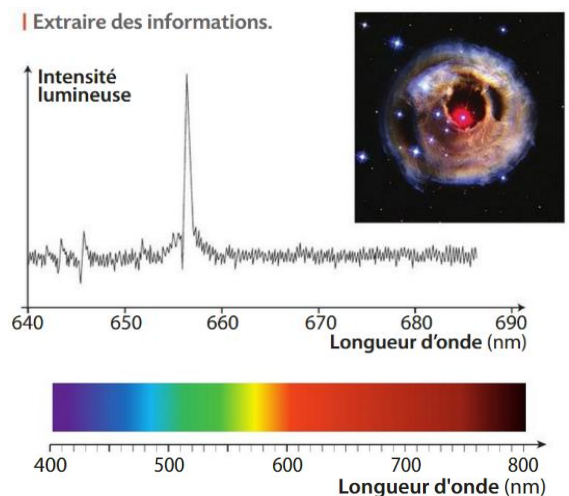 Extraire des informations.
Intensité
lumineuse
640 650 660 670 680 690
Longueur d'onde (nm)
400 500 600 700 800
Longueur d'onde (nm)